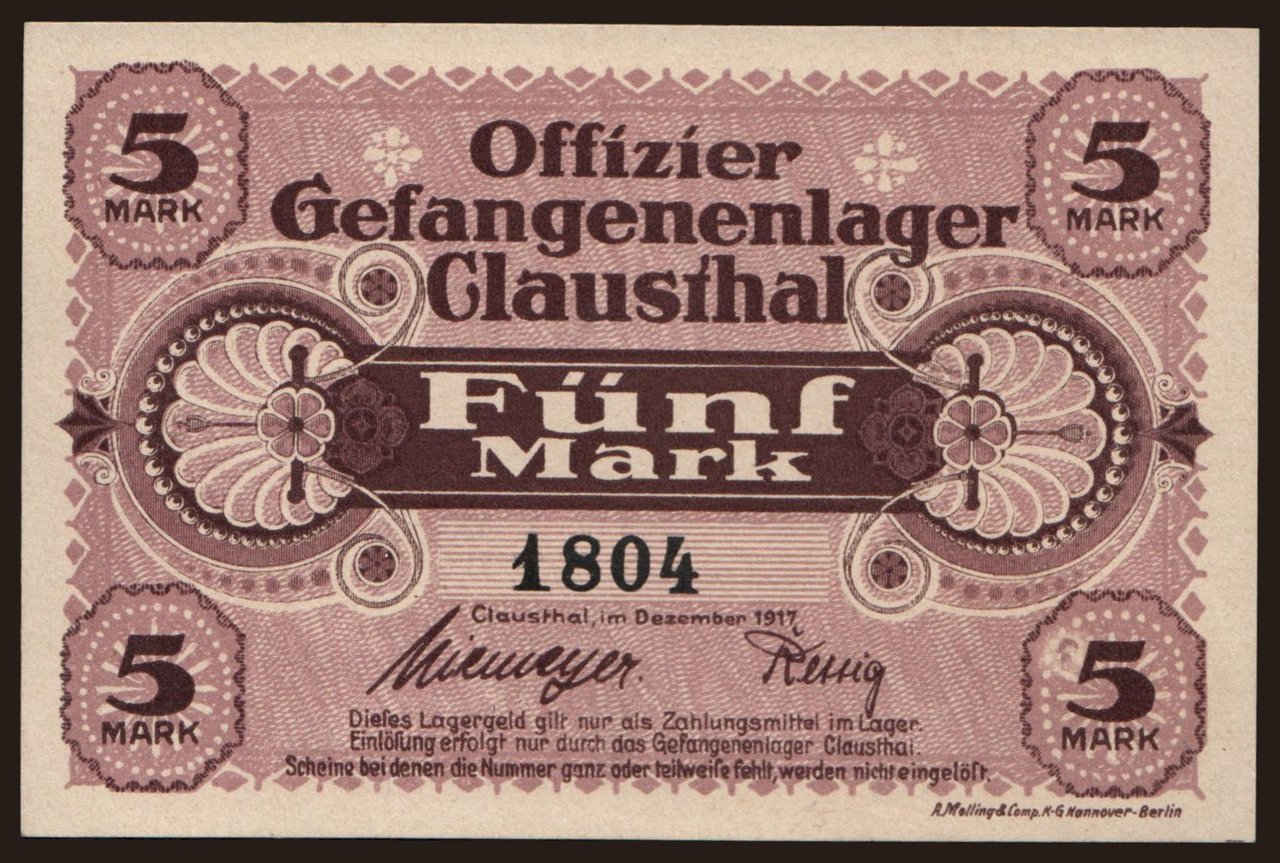 5 MARK
5 MARK
Offizier
Gefangenenlager
Clausthal
Fünf
Mark
1804
Clausthal, im Dezember 1917.
Niemeyer. Rettig
5 MARK
5 MARK
Dieſes Lagergeld gilt nur als Zahlungsmittel im Lager.
Einlöſung erfolgt nur durch das Gefangenenlager Clausthal.
Scheine bei denen die Nummer ganz oder teilweiſe fehlt, werden nicht eingelöſt.
A. Molling & Comp. K-G Hannover-Berlin